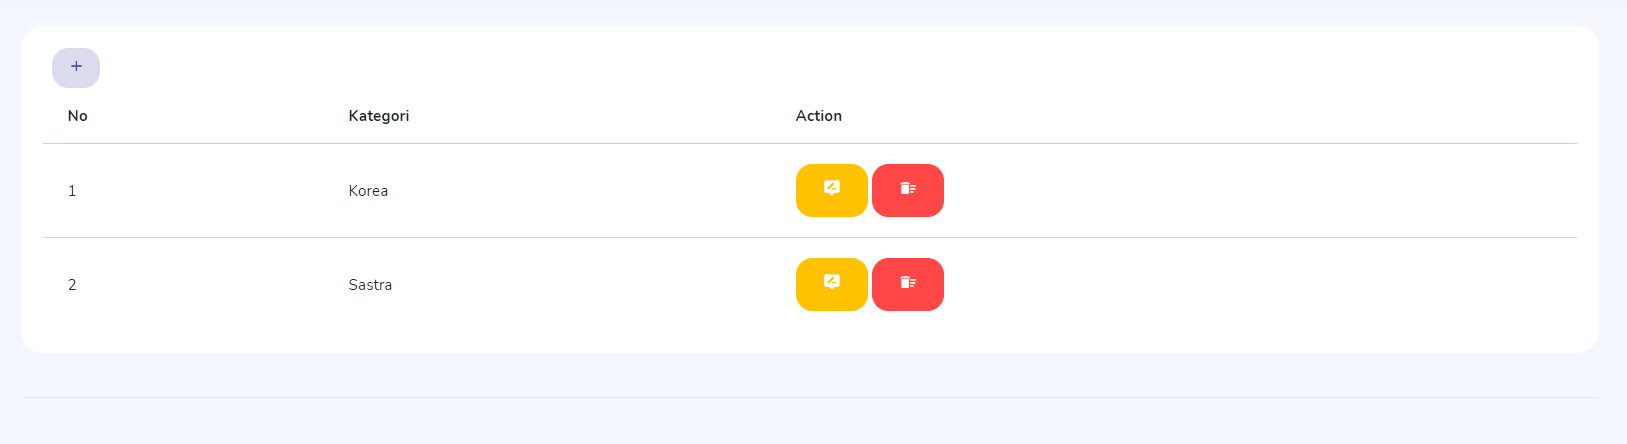 No Kategori Action
1 Korea
2 Sastra